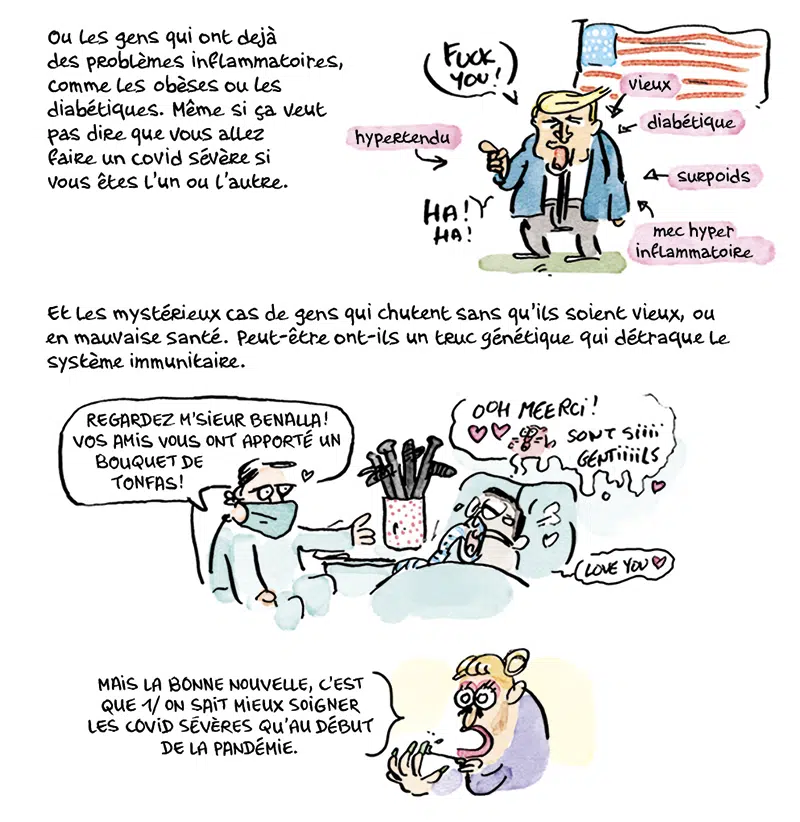 Ou les gens qui ont dejà
des problèmes inflammatoires,
comme les obèses ou les
diabétiques. Même si ça veut
pas dire que vous allez
faire un covid sévère si
vous êtes l'un ou l'autre.
FUCK
YOU!
vieux
diabétique
hypertendu
surpoids
HA!
HA!
mec hyper
inflammatoire
Et les mystérieux cas de gens qui chutent sans qu'ils soient vieux, ou
en mauvaise santé. Peut-être ont-ils un truc génétique qui détraque le
système immunitaire.
REGARDEZ M'SIEUR BENALLA!
VOS AMIS VOUS ONT APPORTÉ UN
BOUQUET DE
TONFAS!
OOH MEERCI!
SONT Siiii
GÉNTiiiiLS
LOVE YOU
MAIS LA BONNE NOUVELLE, C'EST
QUE 1/ ON SAIT MIEUX SOIGNER
LES COVID SÉVÈRES QU'AU DÉBUT
DE LA PANDÉMIE.